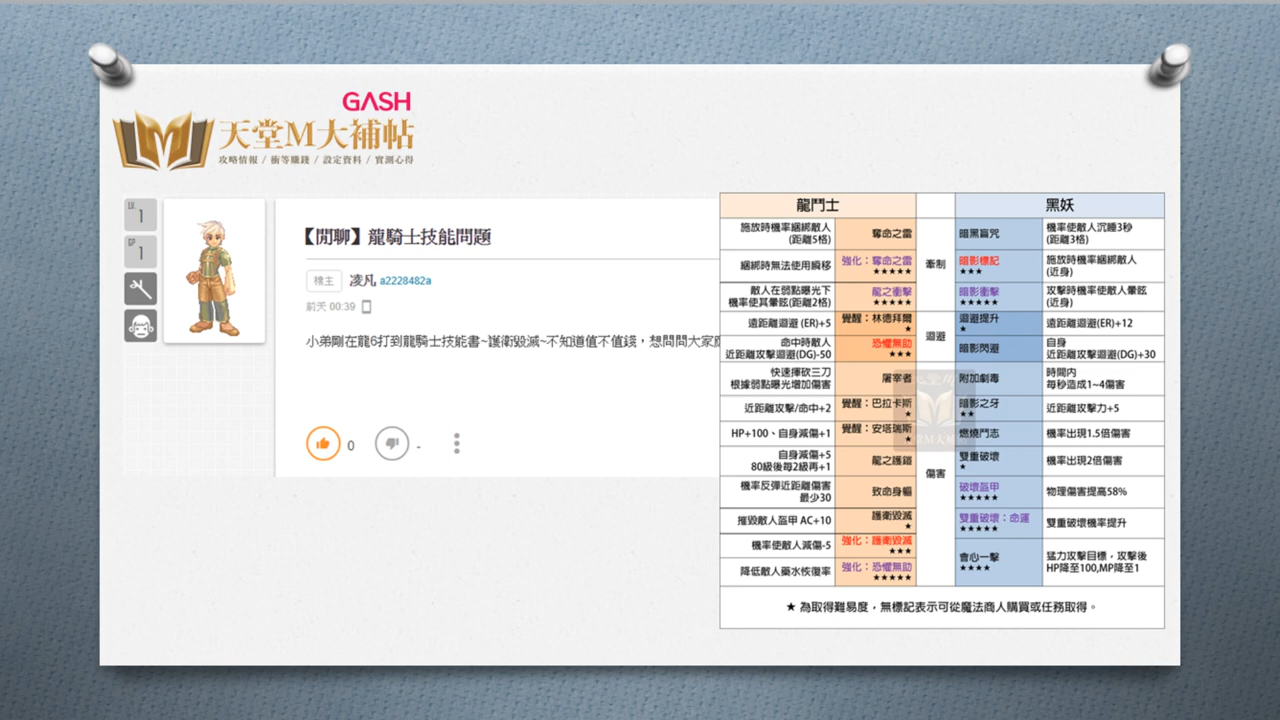 GASH
天堂M大補帖
攻略情報 / 衝等賺錢 / 設定資料 / 實測心得
LV.
1
GP
1
【閒聊】龍騎士技能問題
樓主 凌凡 a2228482a
前天 00:39
小弟剛在龍6打到龍騎士技能書~護衛毀滅~不知道值不值錢，想問問大家
0
-
龍鬥士 黑妖
施放時機率綑綁敵人
(距離5格)
奪命之雷
牽制
暗黑盲咒
機率使敵人沉睡3秒
(距離3格)
綑綁時無法使用瞬移
強化：奪命之雷
★★★★★
暗影標記
★★★
施放時機率綑綁敵人
(近身)
敵人在弱點曝光下
機率使其暈眩(距離2格)
龍之衝擊
★★★★★
暗影衝擊
★★★★★
攻擊時機率使敵人暈眩
(近身)
遠距離迴避 (ER)+5
覺醒：林德拜爾
★
迴避
迴避提升
★
遠距離迴避(ER)+12
命中時敵人
近距離攻擊迴避(DG)-50
恐懼無助
★★★
暗影閃避
自身
近距離攻擊迴避(DG)+30
快速揮砍三刀
根據弱點曝光增加傷害
屠宰者
傷害
附加劇毒
時間內
每秒造成1~4傷害
近距離攻擊/命中+2
覺醒：巴拉卡斯
★
暗影之牙
★★
近距離攻擊力+5
HP+100、自身減傷+1
覺醒：安塔瑞斯
★
燃燒鬥志
機率出現1.5倍傷害
自身減傷+5
80級後每2級再+1
龍之護鎧
雙重破壞
★
機率出現2倍傷害
機率反彈近距離傷害
最少30
致命身軀
破壞盔甲
★★★★★
物理傷害提高58%
摧毀敵人盔甲 AC+10
護衛毀滅
★
雙重破壞：命運
★★★★★
雙重破壞機率提升
機率使敵人減傷-5
強化：護衛毀滅
★★★
會心一擊
★★★★
猛力攻擊目標，攻擊後
HP降至100,MP降至1
降低敵人藥水恢復率
強化：恐懼無助
★★★★★
★ 為取得難易度，無標記表示可從魔法商人購買或任務取得。
天堂M
天堂M大補帖